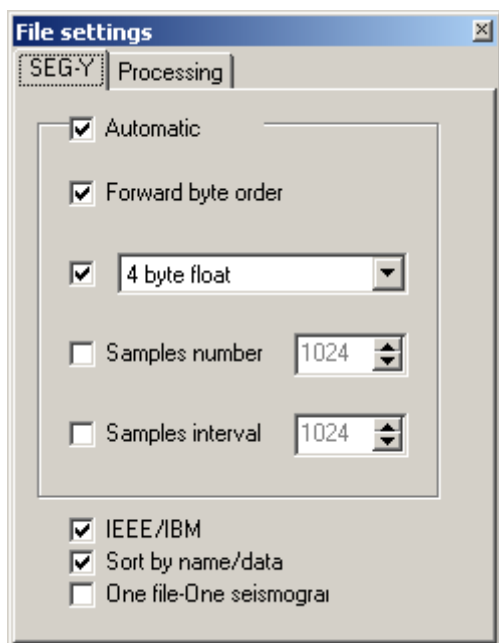 File settings
SEG-Y Processing
Automatic
Forward byte order
4 byte float
Samples number 1024
Samples interval 1024
IEEE/IBM
Sort by name/data
One file-One seismogram